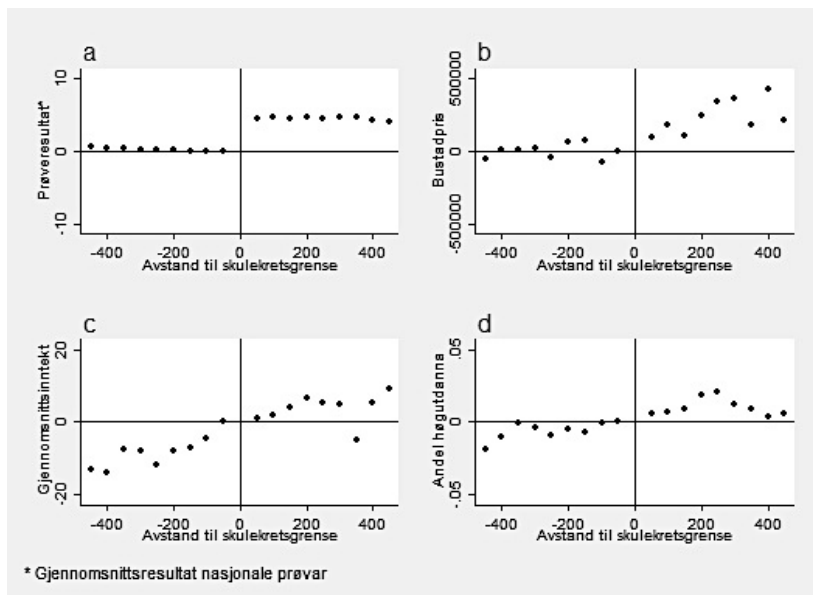 a
Prøveresultat*
10
0
-10
-400 -200 0 200 400
Avstand til skulekretsgrense
b
Bustadpris
500000
0
-500000
-400 -200 0 200 400
Avstand til skulekretsgrense
c
Gjennomsnittsinntekt
20
0
-20
-400 -200 0 200 400
Avstand til skulekretsgrense
d
Andel høgutdanna
.05
0
-.05
-400 -200 0 200 400
Avstand til skulekretsgrense
* Gjennomsnittsresultat nasjonale prøvar